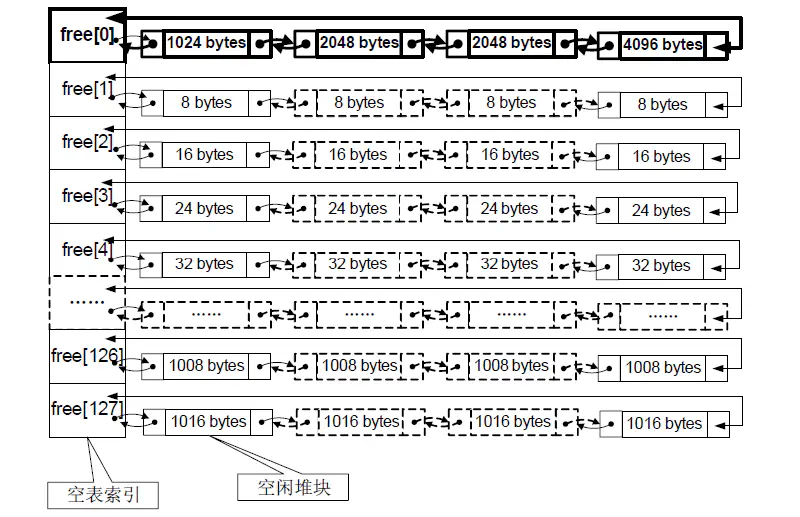 free[0] 1024 bytes 2048 bytes 2048 bytes 4096 bytes
free[1] 8 bytes 8 bytes 8 bytes 8 bytes
free[2] 16 bytes 16 bytes 16 bytes 16 bytes
free[3] 24 bytes 24 bytes 24 bytes 24 bytes
free[4] 32 bytes 32 bytes 32 bytes 32 bytes
…… …… …… …… ……
free[126] 1008 bytes 1008 bytes 1008 bytes 1008 bytes
free[127] 1016 bytes 1016 bytes 1016 bytes 1016 bytes
空表索引 空闲堆块